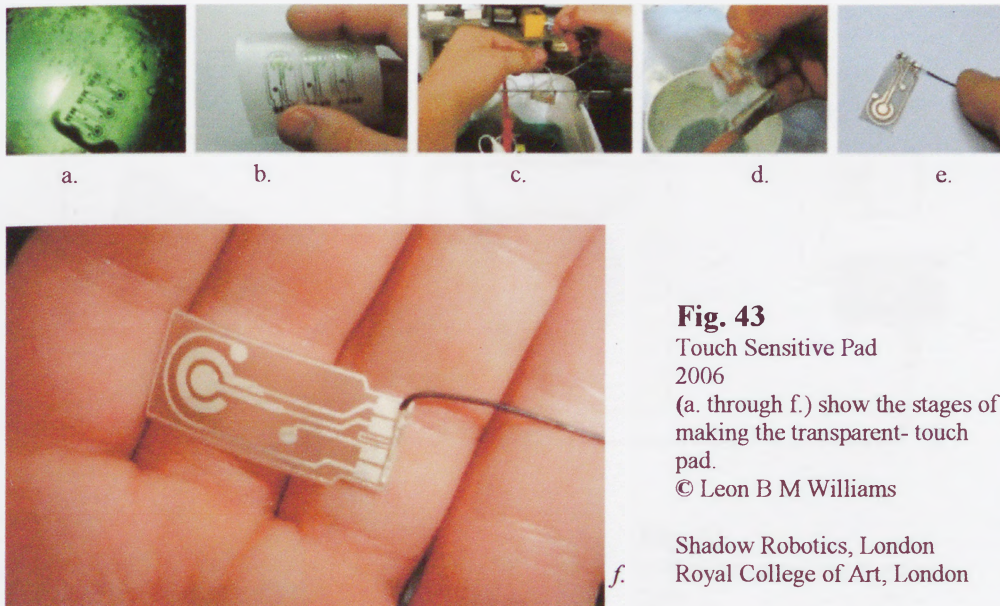 a.
b.
c.
d.
e.
f.
Fig. 43
Touch Sensitive Pad
2006
(a. through f.) show the stages of
making the transparent- touch
pad.
© Leon B M Williams
Shadow Robotics, London
Royal College of Art, London